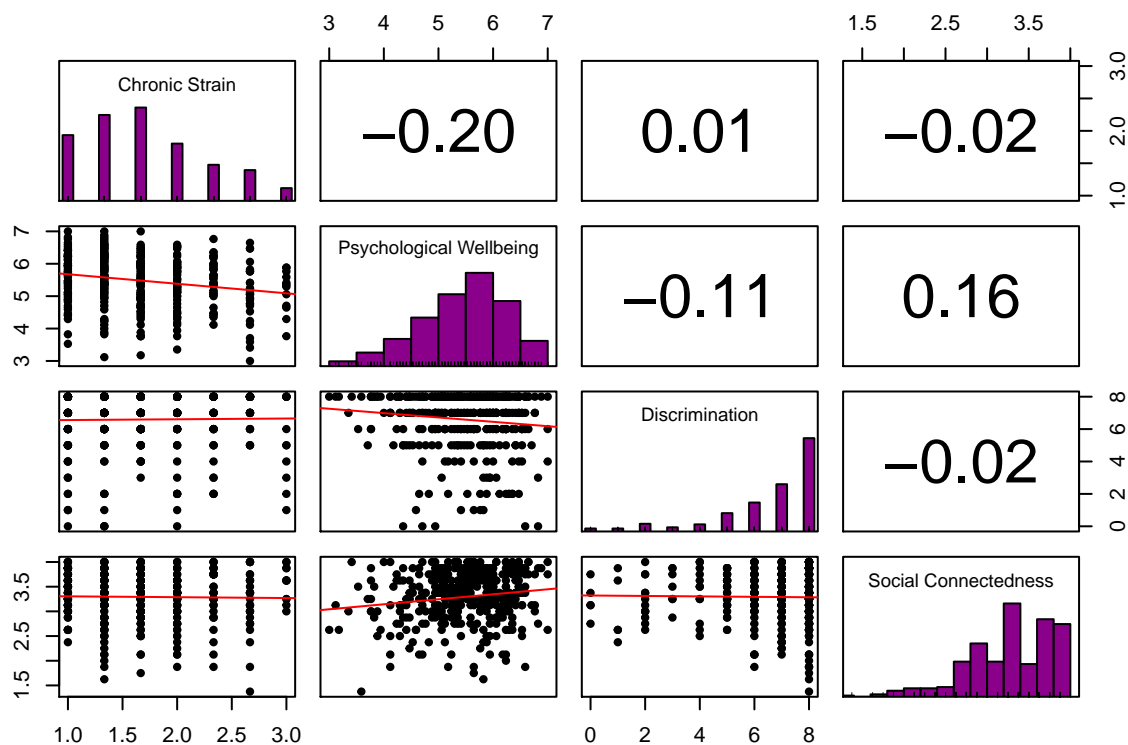 3 4 5 6 7 1.5 2.5 3.5
Chronic Strain
−0.20 0.01 −0.02
1.0 2.0 3.0
Psychological Wellbeing
3 4 5 6 7
−0.11 0.16
Discrimination
−0.02
0 2 4 6 8
Social Connectedness
1.5 2.5 3.5
1.0 1.5 2.0 2.5 3.0 0 2 4 6 8